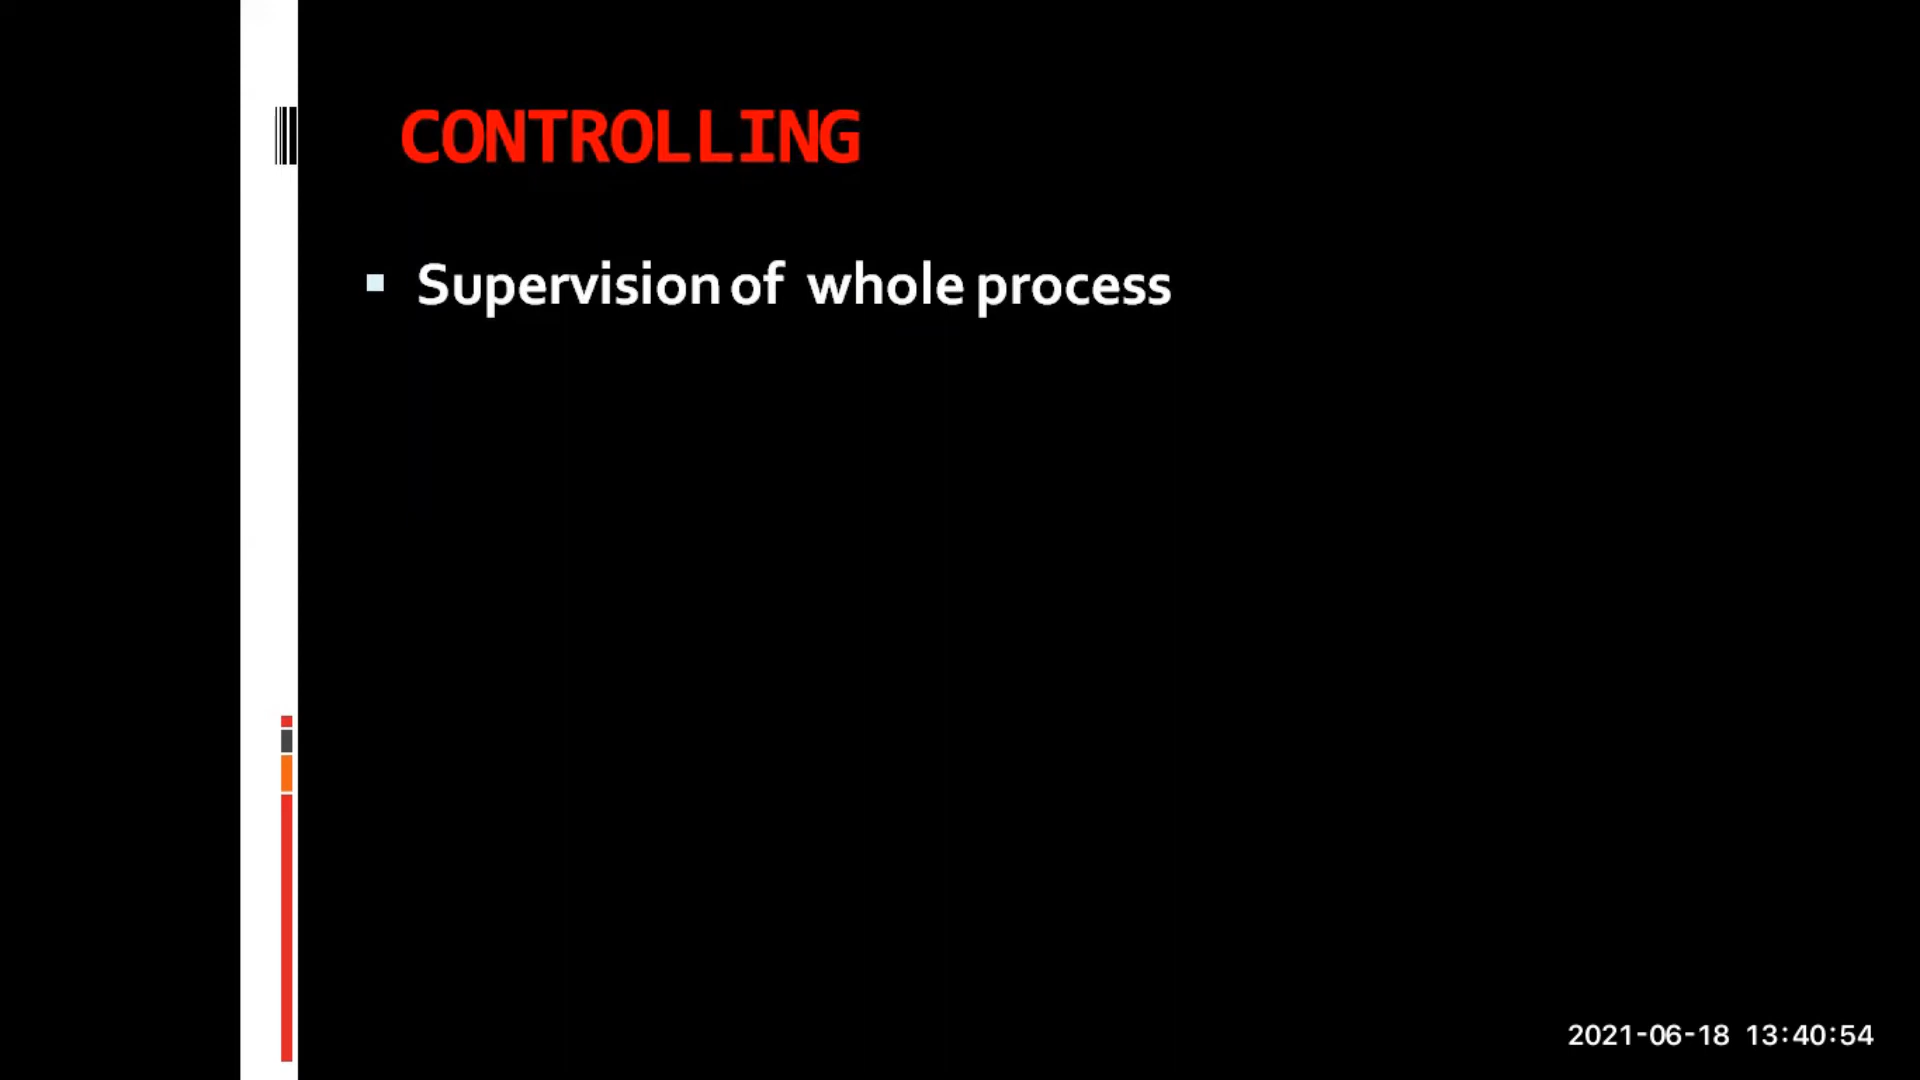 CONTROLLING
Supervision of whole process
2021-06-18 13:40:54